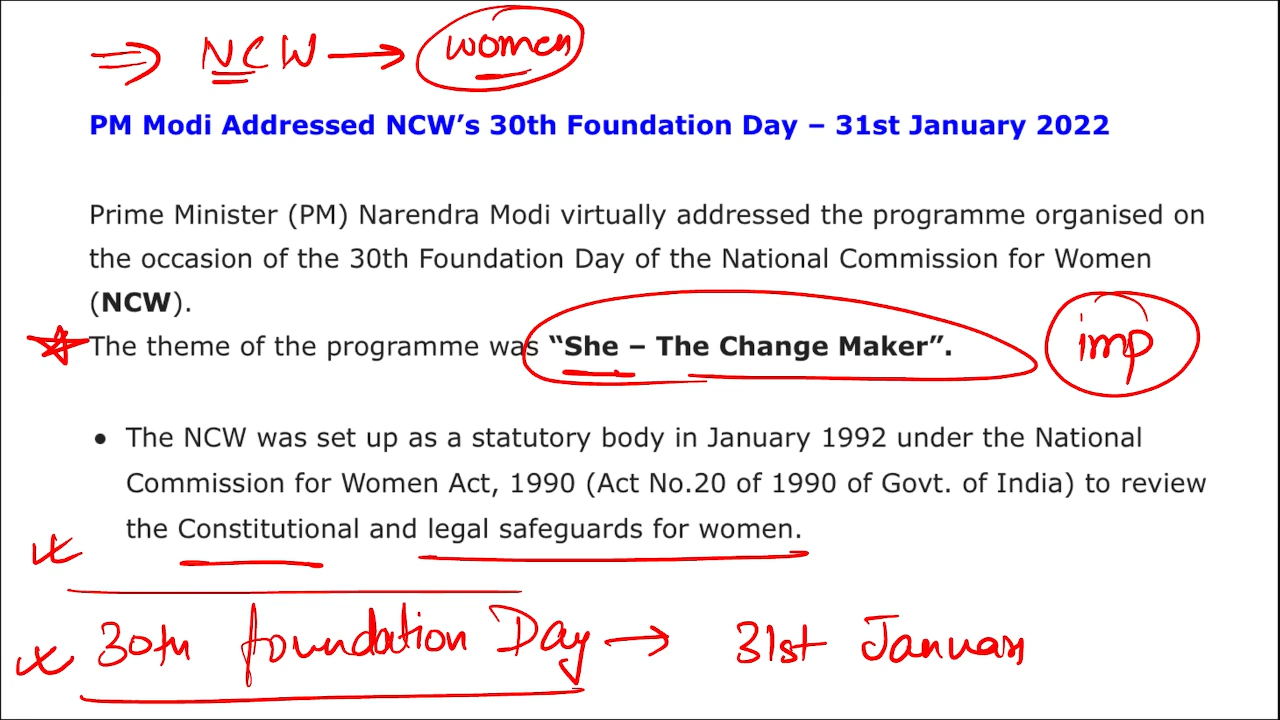 ⇒ NCW → women
PM Modi Addressed NCW’s 30th Foundation Day – 31st January 2022
Prime Minister (PM) Narendra Modi virtually addressed the programme organised on
the occasion of the 30th Foundation Day of the National Commission for Women
(NCW).
The theme of the programme was “She – The Change Maker”.
imp
• The NCW was set up as a statutory body in January 1992 under the National
Commission for Women Act, 1990 (Act No.20 of 1990 of Govt. of India) to review
the Constitutional and legal safeguards for women.
30th foundation Day → 31st January